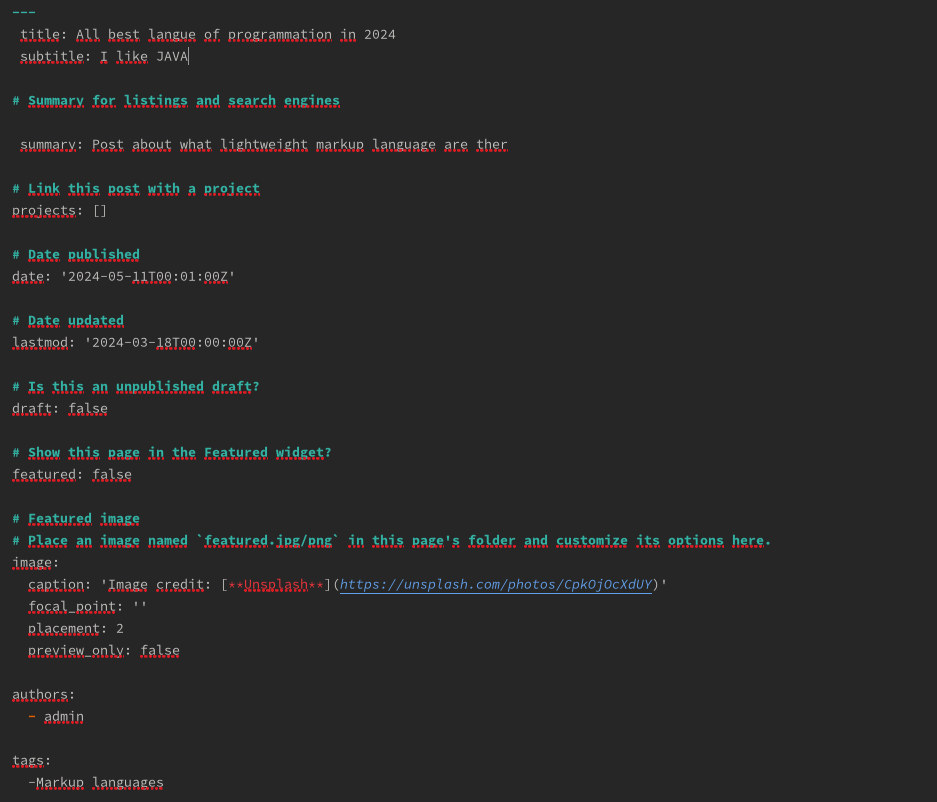 ---
title: All best langue of programmation in 2024
subtitle: I like JAVA
# Summary for listings and search engines
summary: Post about what lightweight markup language are ther
# Link this post with a project
projects: []
# Date published
date: '2024-05-11T00:01:00Z'
# Date updated
lastmod: '2024-03-18T00:00:00Z'
# Is this an unpublished draft?
draft: false
# Show this page in the Featured widget?
featured: false
# Featured image
# Place an image named `featured.jpg/png` in this page's folder and customize its options here.
image:
caption: 'Image credit: [**Unsplash**](https://unsplash.com/photos/CpkOjOcXdUY)'
focal_point: ''
placement: 2
preview_only: false
authors:
- admin
tags:
-Markup languages